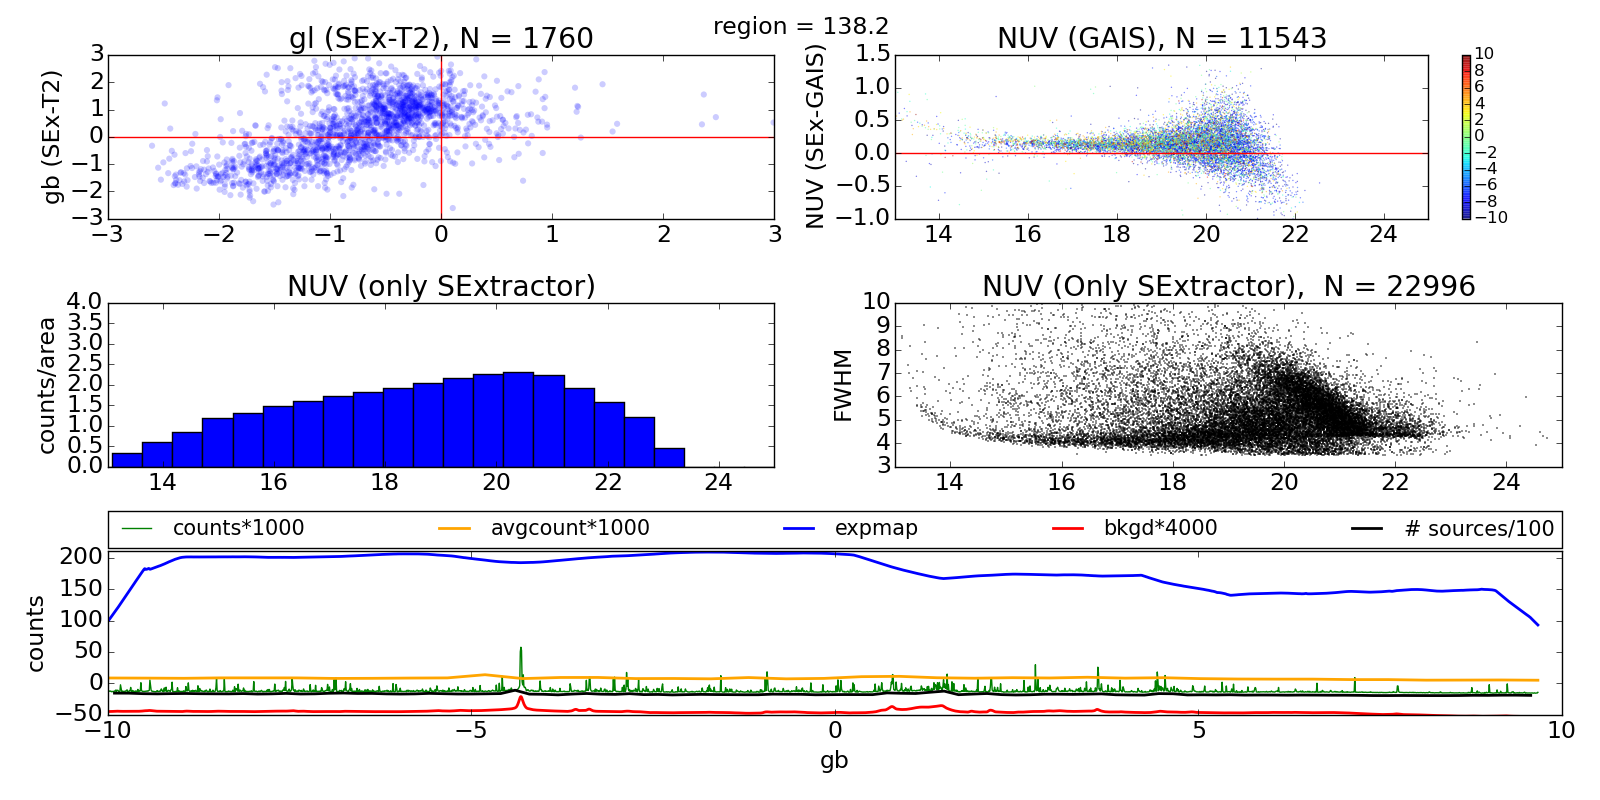 region = 138.2
gl (SEx-T2), N = 1760
NUV (GAIS), N = 11543
gb (SEx-T2)
3
2
1
0
−1
−2
−3
−3 −2 −1 0 1 2 3
NUV (SEx-GAIS)
1.5
1.0
0.5
0.0
−0.5
−1.0
14 16 18 20 22 24
10
8
6
4
2
0
−2
−4
−6
−8
−10
NUV (only SExtractor)
counts/area
4.0
3.5
3.0
2.5
2.0
1.5
1.0
0.5
0.0
14 16 18 20 22 24
NUV (Only SExtractor), N = 22996
FWHM
10
9
8
7
6
5
4
3
14 16 18 20 22 24
counts*1000 avgcount*1000 expmap bkgd*4000 # sources/100
counts
200
150
100
50
0
−50
−10 −5 0 5 10
gb